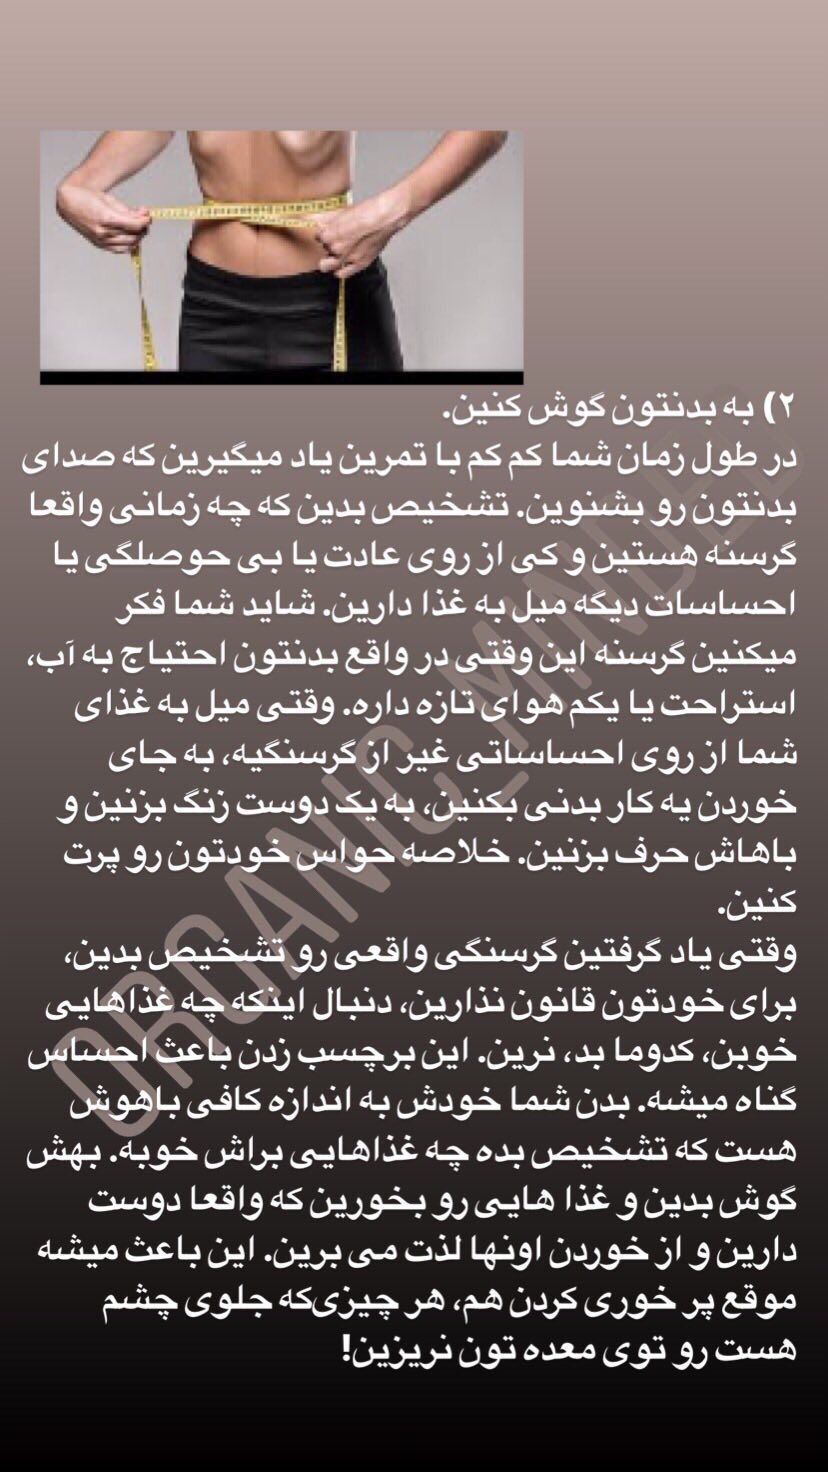 ۲) به بدنتون گوش کنین.
در طول زمان شما کم کم با تمرین یاد میگیرین که صدای
بدنتون رو بشنوین. تشخیص بدین که چه زمانی واقعا
گرسنه هستین و کی از روی عادت یا بی حوصلگی یا
احساسات دیگه میل به غذا دارین. شاید شما فکر
میکنین گرسنه این وقتی در واقع بدنتون احتیاج به آب،
استراحت یا یکم هوای تازه داره. وقتی میل به غذای
شما از روی احساساتی غیر از گرسنگیه، به جای
خوردن یه کار بدنی بکنین، به یک دوست زنگ بزنین و
باهاش حرف بزنین. خلاصه حواس خودتون رو پرت
کنین.
وقتی یاد گرفتین گرسنگی واقعی رو تشخیص بدین،
برای خودتون قانون نذارین، دنبال اینکه چه غذاهایی
خوبن، کدوما بد، نرین. این برچسب زدن باعث احساس
گناه میشه. بدن شما خودش به اندازه کافی باهوش
هست که تشخیص بده چه غذاهایی براش خوبه. بهش
گوش بدین و غذا هایی رو بخورین که واقعا دوست
دارین و از خوردن اونها لذت می برین. این باعث میشه
موقع پر خوری کردن هم، هر چیزی‌که جلوی چشم
هست رو توی معده تون نریزین!
ORGANIC_MINDED